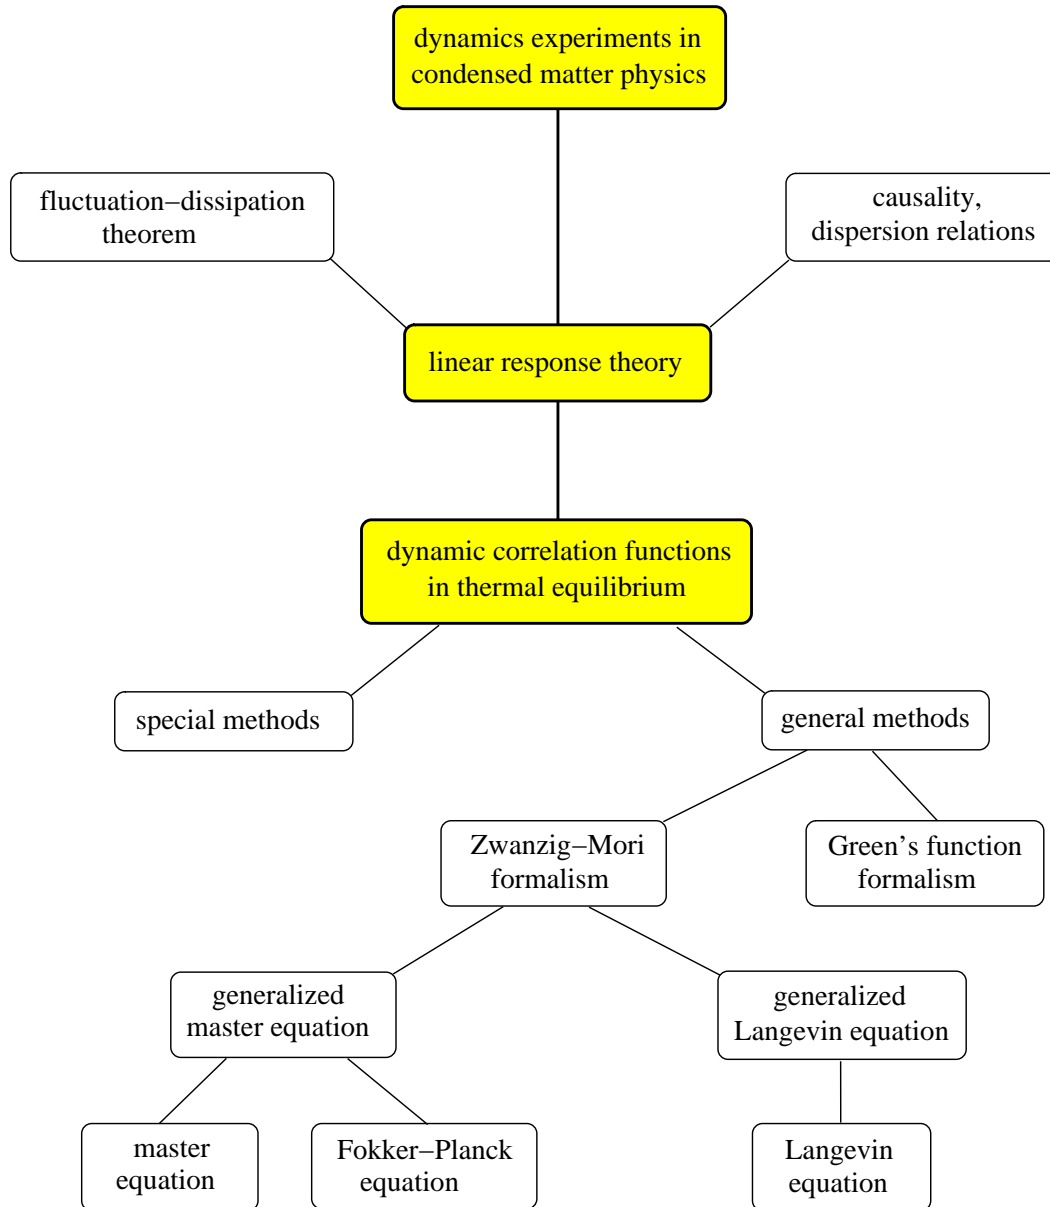 dynamics experiments in
condensed matter physics
fluctuation−dissipation
theorem
causality,
dispersion relations
linear response theory
dynamic correlation functions
in thermal equilibrium
special methods
general methods
Zwanzig−Mori
formalism
Green's function
formalism
generalized
master equation
generalized
Langevin equation
master
equation
Fokker−Planck
equation
Langevin
equation